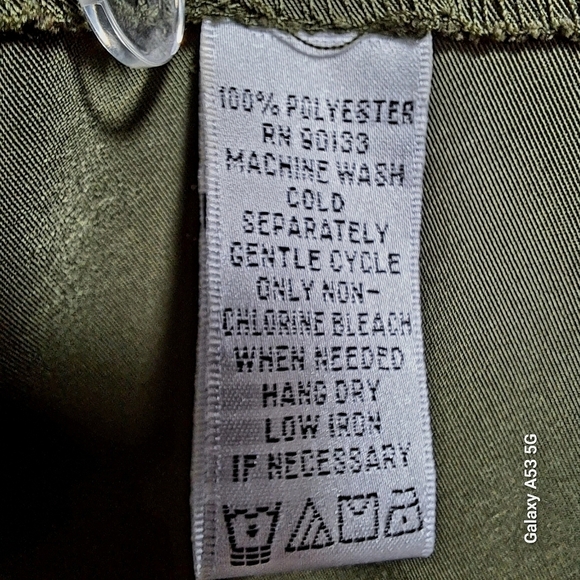 100% POLYESTER
RN 90133
MACHINE WASH
COLD
SEPARATELY
GENTLE CYCLE
ONLY NON-
CHLORINE BLEACH
WHEN NEEDED
HANG DRY
LOW IRON
IF NECESSARY
Galaxy A53 5G